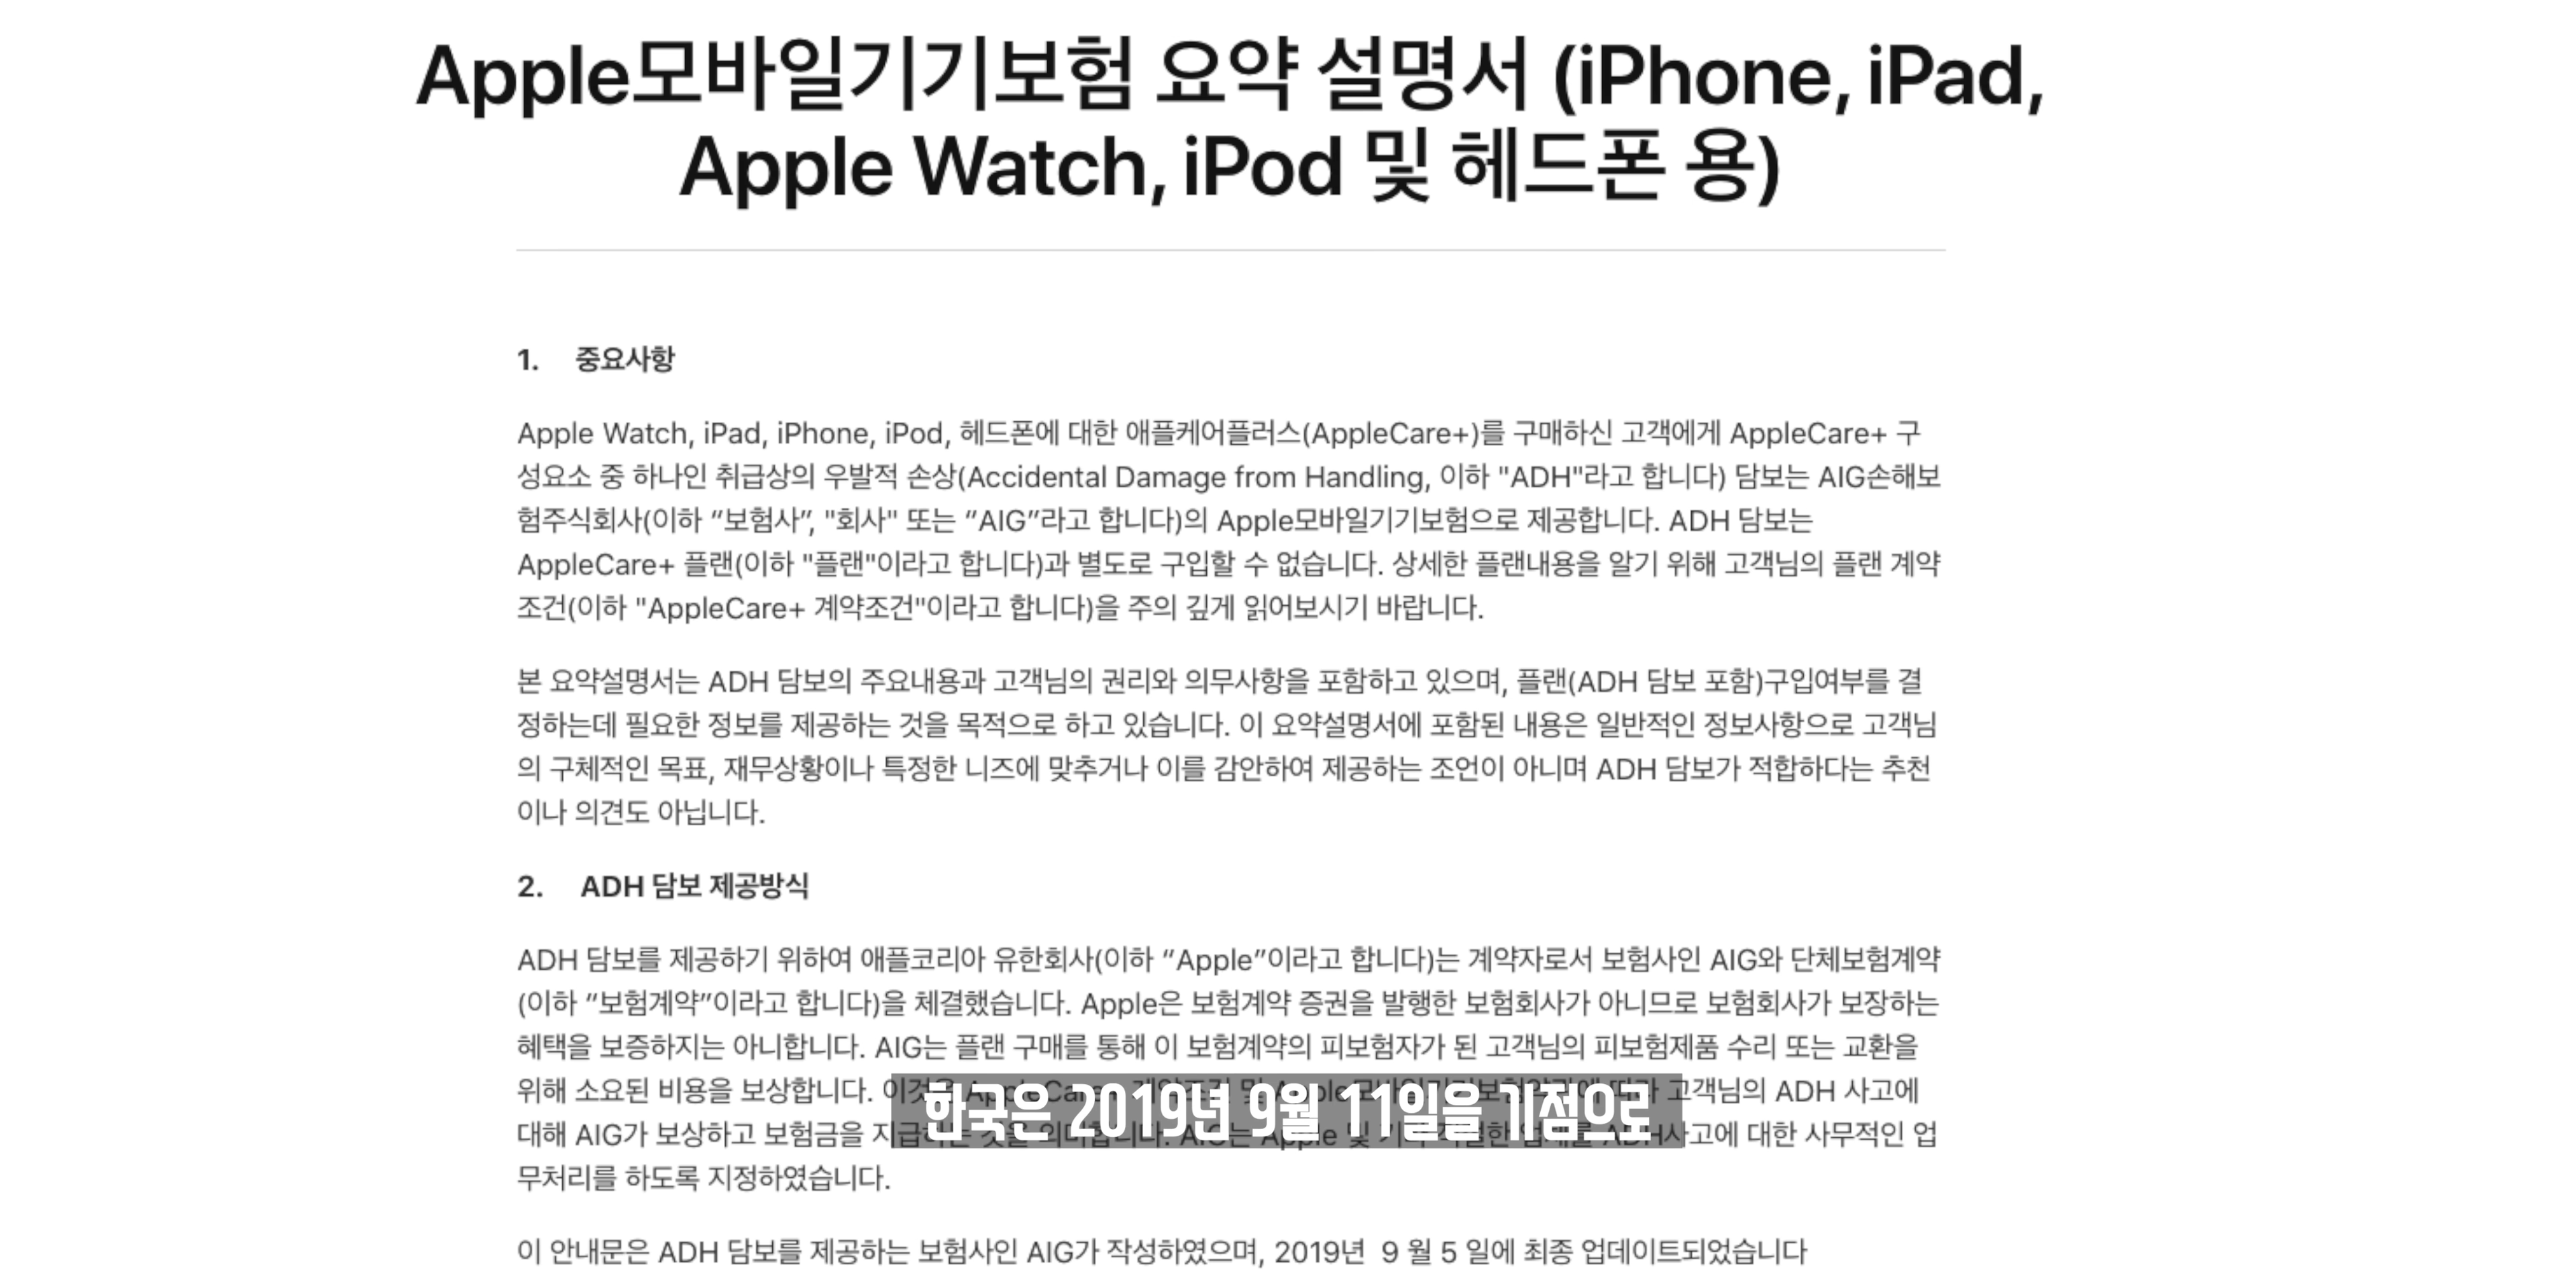 Apple모바일기기보험 요약 설명서 (iPhone, iPad,
Apple Watch, iPod 및 헤드폰 용)
1. 중요사항
Apple Watch, iPad, iPhone, iPod, 헤드폰에 대한 애플케어플러스(AppleCare+)를 구매하신 고객에게 AppleCare+ 구
성요소 중 하나인 취급상의 우발적 손상(Accidental Damage from Handling, 이하 "ADH"라고 합니다) 담보는 AIG손해보
험주식회사(이하 “보험사”, "회사" 또는 “AIG”라고 합니다)의 Apple모바일기기보험으로 제공합니다. ADH 담보는
AppleCare+ 플랜(이하 "플랜"이라고 합니다)과 별도로 구입할 수 없습니다. 상세한 플랜내용을 알기 위해 고객님의 플랜 계약
조건(이하 "AppleCare+ 계약조건"이라고 합니다)을 주의 깊게 읽어보시기 바랍니다.
본 요약설명서는 ADH 담보의 주요내용과 고객님의 권리와 의무사항을 포함하고 있으며, 플랜(ADH 담보 포함)구입여부를 결
정하는데 필요한 정보를 제공하는 것을 목적으로 하고 있습니다. 이 요약설명서에 포함된 내용은 일반적인 정보사항으로 고객님
의 구체적인 목표, 재무상황이나 특정한 니즈에 맞추거나 이를 감안하여 제공하는 조언이 아니며 ADH 담보가 적합하다는 추천
이나 의견도 아닙니다.
2. ADH 담보 제공방식
ADH 담보를 제공하기 위하여 애플코리아 유한회사(이하 “Apple”이라고 합니다)는 계약자로서 보험사인 AIG와 단체보험계약
(이하 “보험계약”이라고 합니다)을 체결했습니다. Apple은 보험계약 증권을 발행한 보험회사가 아니므로 보험회사가 보장하는
혜택을 보증하지는 아니합니다. AIG는 플랜 구매를 통해 이 보험계약의 피보험자가 된 고객님의 피보험제품 수리 또는 교환을
위해 소요된 비용을 보상합니다. 고객님의 ADH 사고에
한국은 2019년 9월 11일을 기점으로
대해 AIG가 보상하고 보험금을 사고에 대한 사무적인 업
무처리를 하도록 지정하였습니다.
이 안내문은 ADH 담보를 제공하는 보험사인 AIG가 작성하였으며, 2019년 9 월 5 일에 최종 업데이트되었습니다